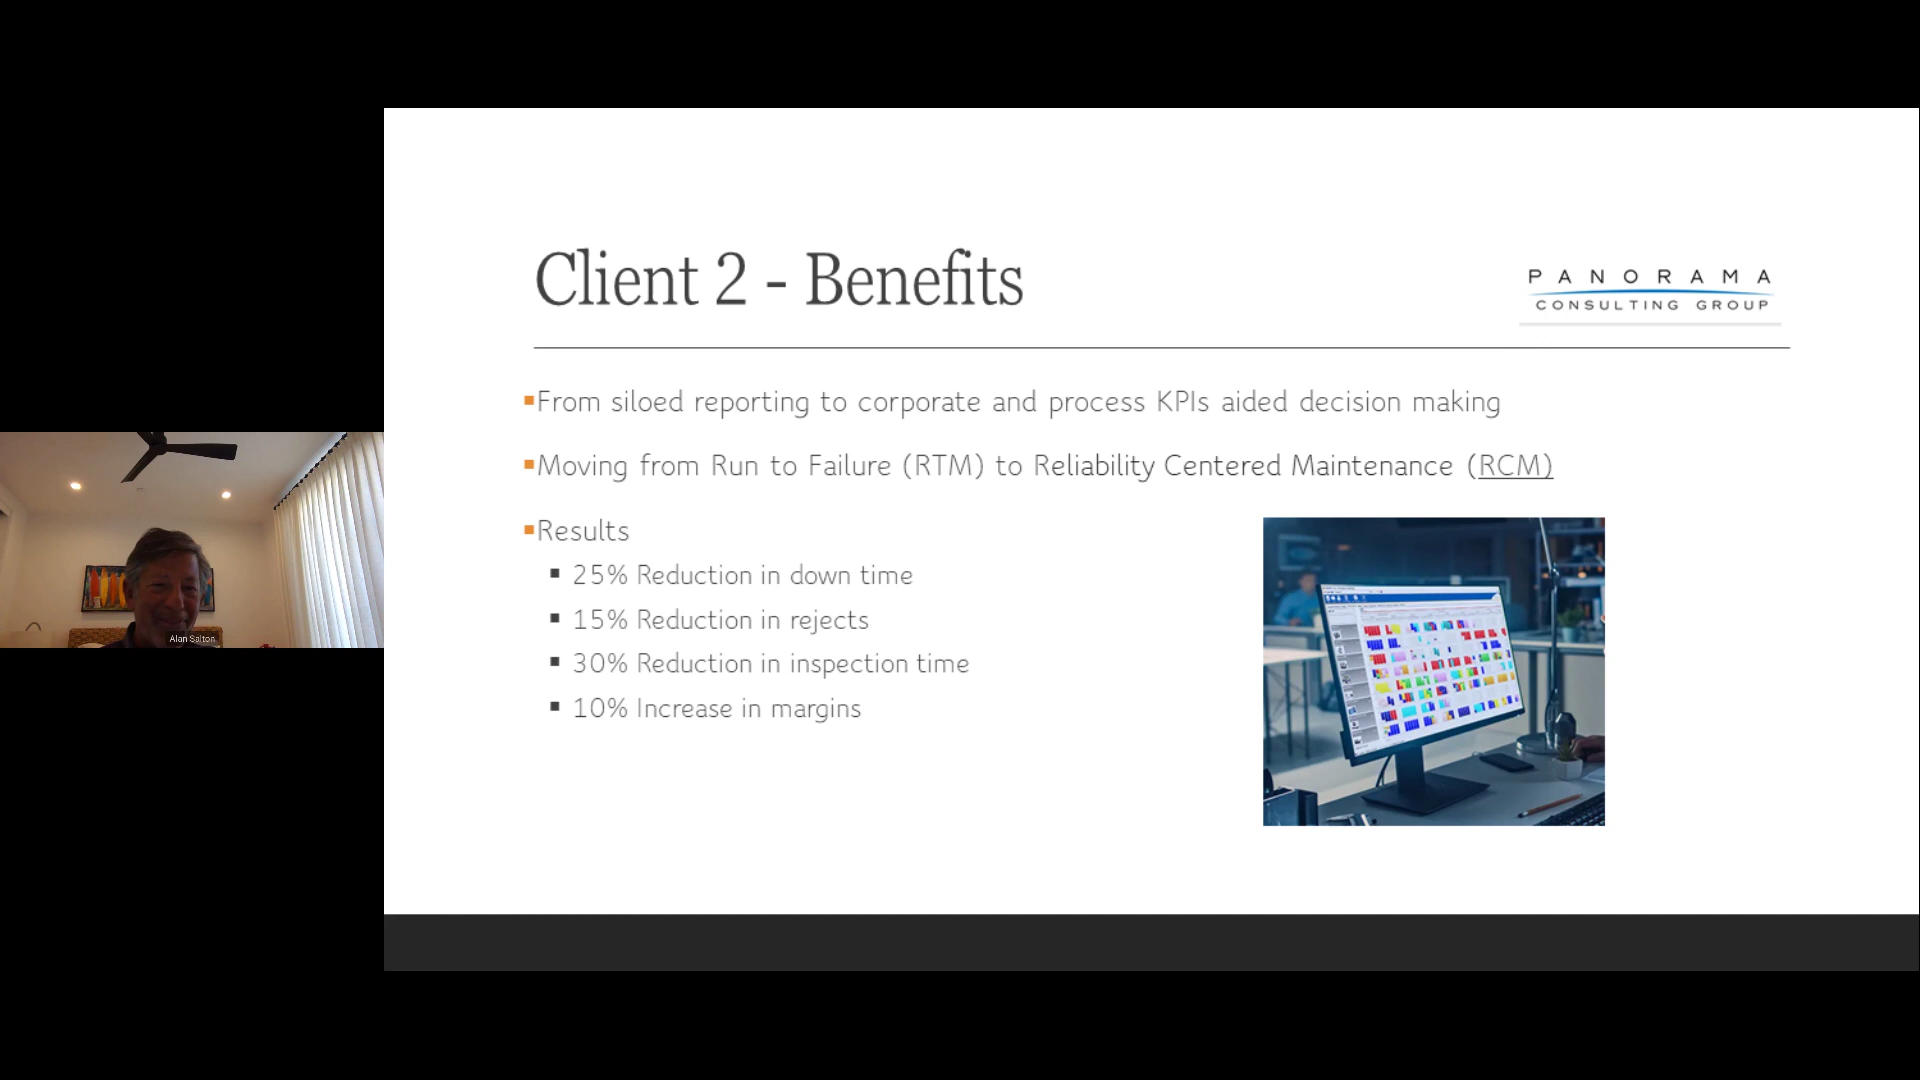 Client 2 - Benefits
PANORAMA
CONSULTING GROUP
▪From siloed reporting to corporate and process KPIs aided decision making
▪Moving from Run to Failure (RTM) to Reliability Centered Maintenance (RCM)
▪Results
▪ 25% Reduction in down time
▪ 15% Reduction in rejects
▪ 30% Reduction in inspection time
▪ 10% Increase in margins
Alan Salton